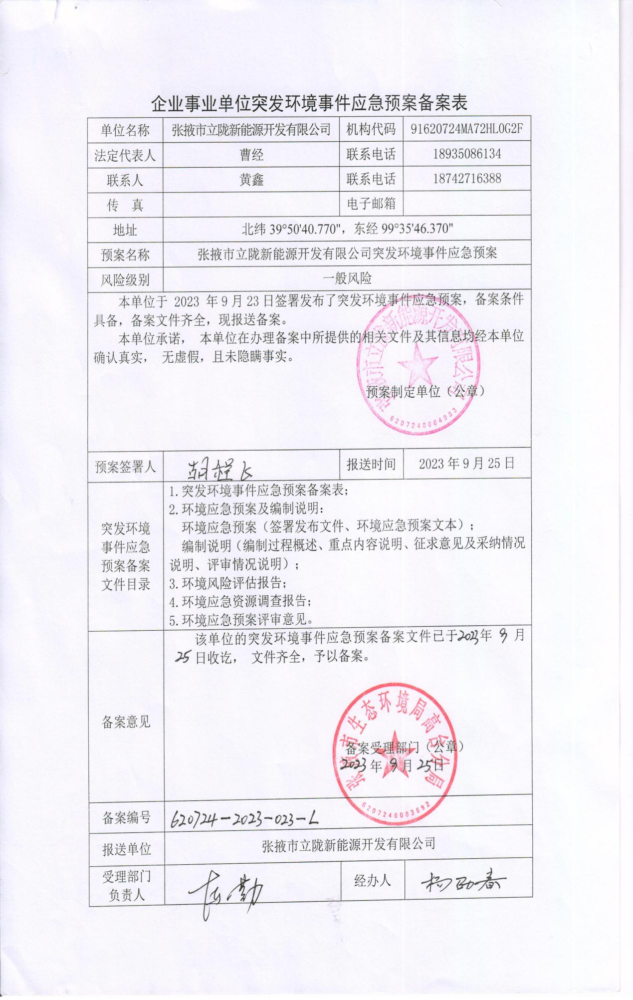 企业事业单位突发环境事件应急预案备案表
单位名称 张掖市立陇新能源开发有限公司 机构代码 91620724MA72HL0G2F
法定代表人 曹经 联系电话 18935086134
联系人 黄鑫 联系电话 18742716388
传 真 电子邮箱
地址 北纬 39°50'40.770"，东经 99°35'46.370"
预案名称 张掖市立陇新能源开发有限公司突发环境事件应急预案
风险级别 一般风险
本单位于 2023 年 9 月 23 日签署发布了突发环境事件应急预案，备案条件
具备，备案文件齐全，现报送备案。
本单位承诺， 本单位在办理备案中所提供的相关文件及其信息均经本单位
确认真实， 无虚假，且未隐瞒事实。
张掖市立陇新能源开发有限公司
预案制定单位（公章）
6207240004983
预案签署人 报送时间 2023 年 9 月 25 日
突发环境
事件应急
预案备案
文件目录
1.突发环境事件应急预案备案表；
2.环境应急预案及编制说明：
环境应急预案（签署发布文件、环境应急预案文本）；
编制说明（编制过程概述、重点内容说明、征求意见及采纳情况
说明、评审情况说明）；
3.环境风险评估报告；
4.环境应急资源调查报告；
5.环境应急预案评审意见。
备案意见
该单位的突发环境事件应急预案备案文件已于2023年 9 月
25 日收讫， 文件齐全，予以备案。
张掖市生态环境局高台分局
备案受理部门（公章）
2023 年 9 月 25日
6207240003692
备案编号 620724-2023-023-L
报送单位 张掖市立陇新能源开发有限公司
受理部门
负责人
经办人